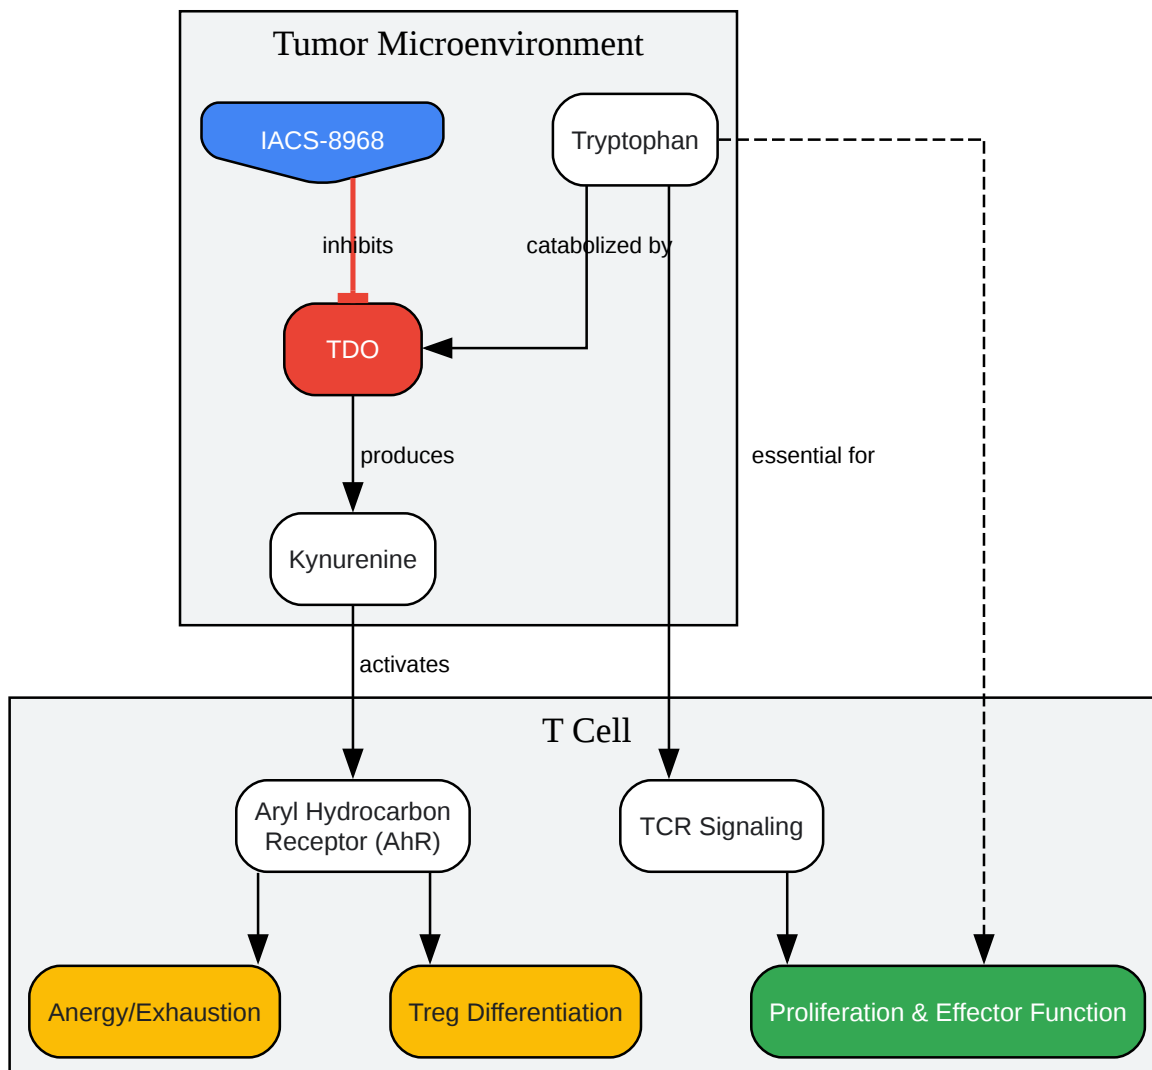 Tumor Microenvironment
IACS-8968
Tryptophan
inhibits
catabolized by
TDO
produces
essential for
Kynurenine
activates
T Cell
Aryl Hydrocarbon
Receptor (AhR)
TCR Signaling
Anergy/Exhaustion
Treg Differentiation
Proliferation & Effector Function